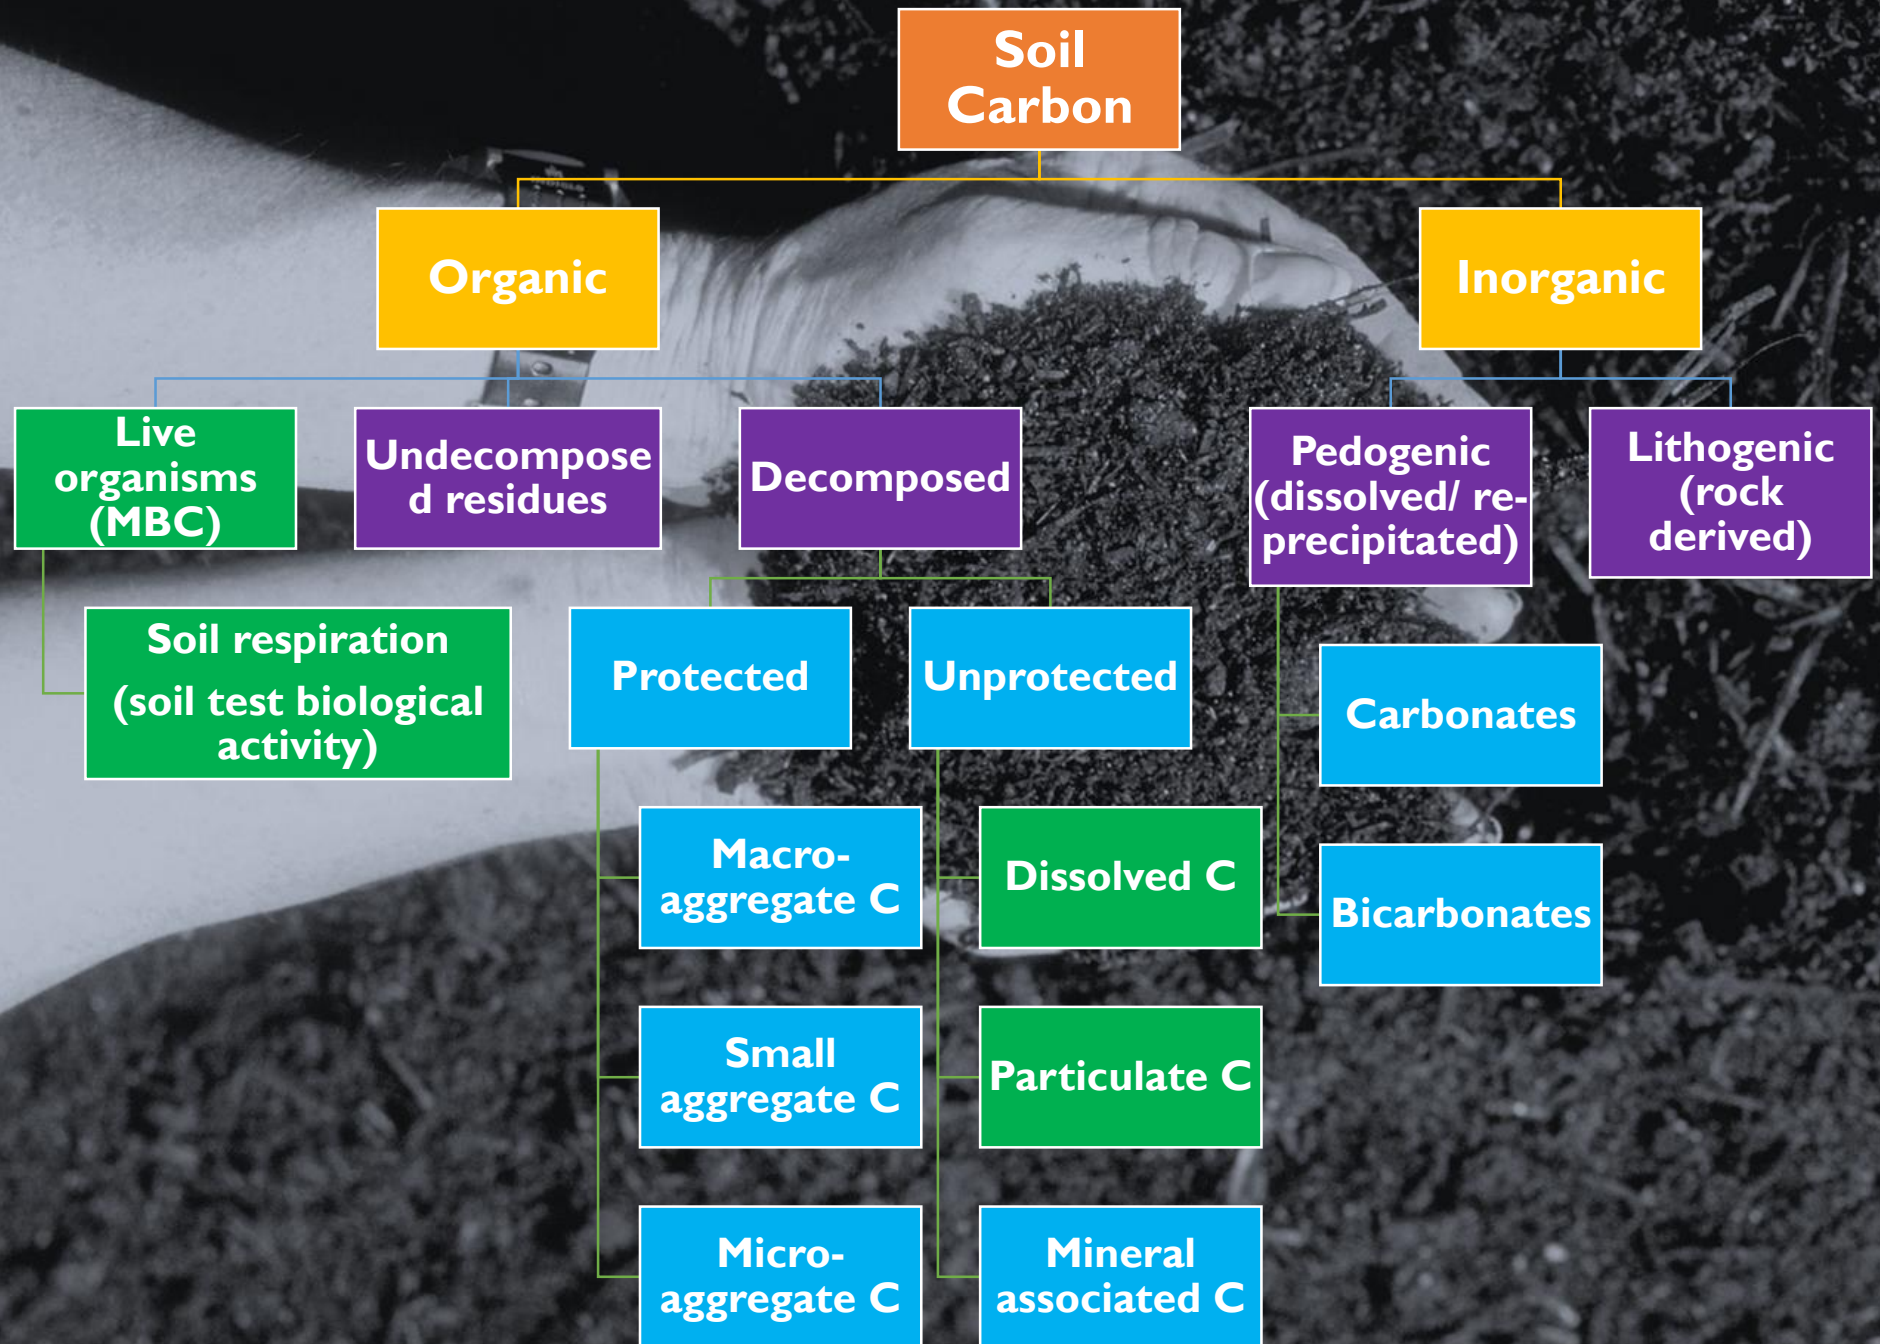 Soil
Carbon
Organic
Inorganic
Live
organisms
(MBC)
Undecompose
d residues
Decomposed
Pedogenic
(dissolved/ re-
precipitated)
Lithogenic
(rock
derived)
Soil respiration
(soil test biological
activity)
Protected
Unprotected
Carbonates
Bicarbonates
Macro-
aggregate C
Small
aggregate C
Micro-
aggregate C
Dissolved C
Particulate C
Mineral
associated C